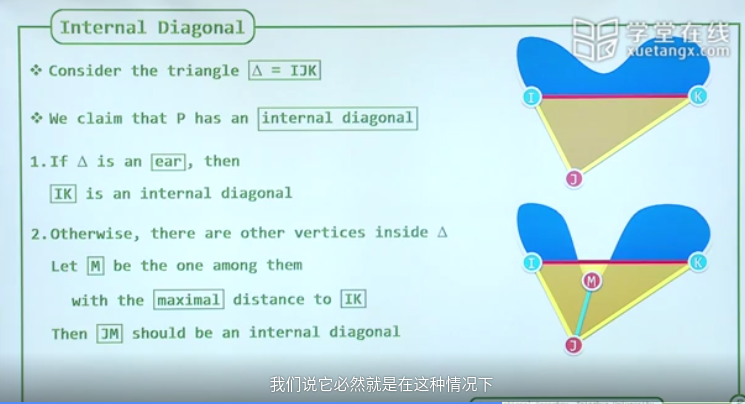 Internal Diagonal
学堂在线
xuetangx.com
❖ Consider the triangle Δ = IJK
❖ We claim that P has an internal diagonal
1. If Δ is an ear, then
IK is an internal diagonal
2. Otherwise, there are other vertices inside Δ
Let M be the one among them
with the maximal distance to IK
Then JM should be an internal diagonal
I
K
J
I
K
M
J
我们说它必然就是在这种情况下